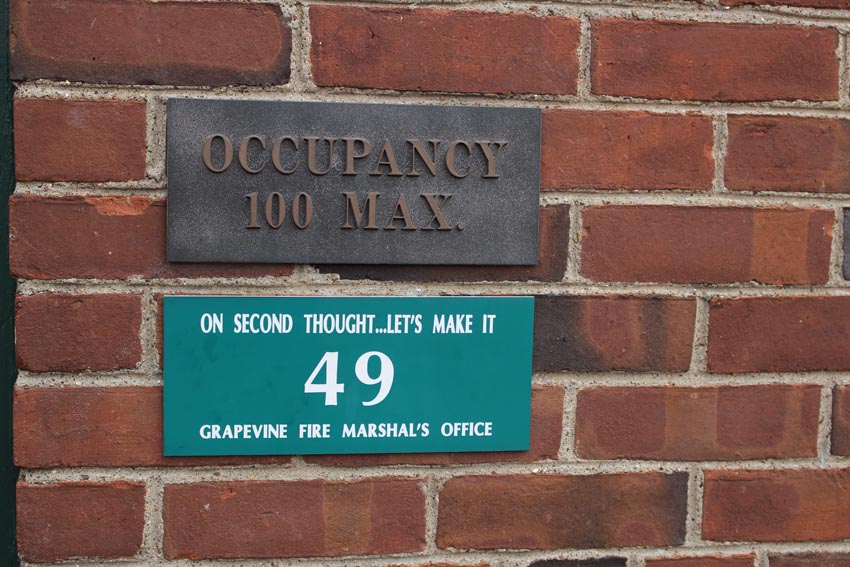 OCCUPANCY
100 MAX.
ON SECOND THOUGHT...LET'S MAKE IT
49
GRAPEVINE FIRE MARSHAL'S OFFICE